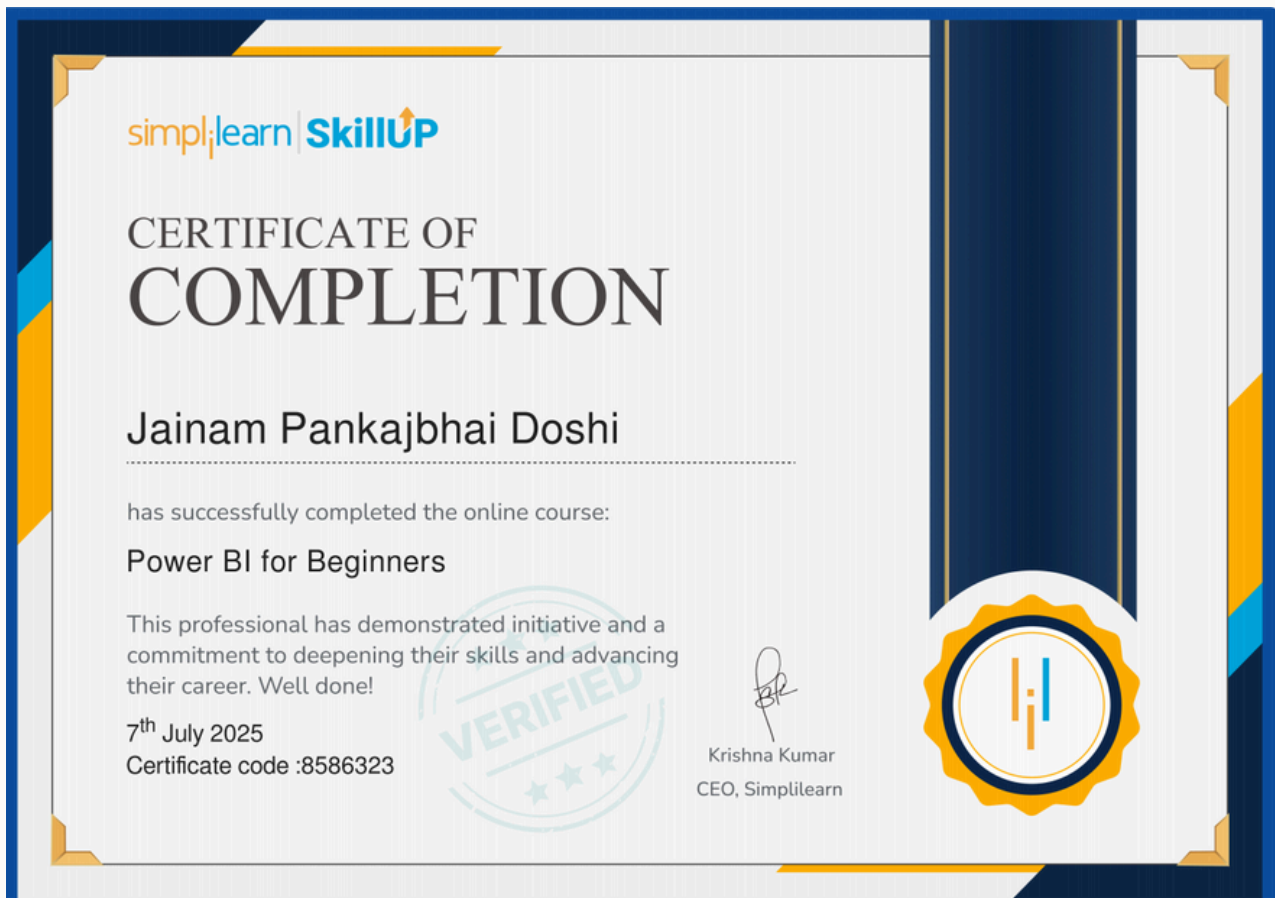 simplilearn | SkillUP
CERTIFICATE OF
COMPLETION
Jainam Pankajbhai Doshi
has successfully completed the online course:
Power BI for Beginners
This professional has demonstrated initiative and a
commitment to deepening their skills and advancing
their career. Well done!
7th July 2025
Certificate code :8586323
VERIFIED
Krishna Kumar
CEO, Simplilearn